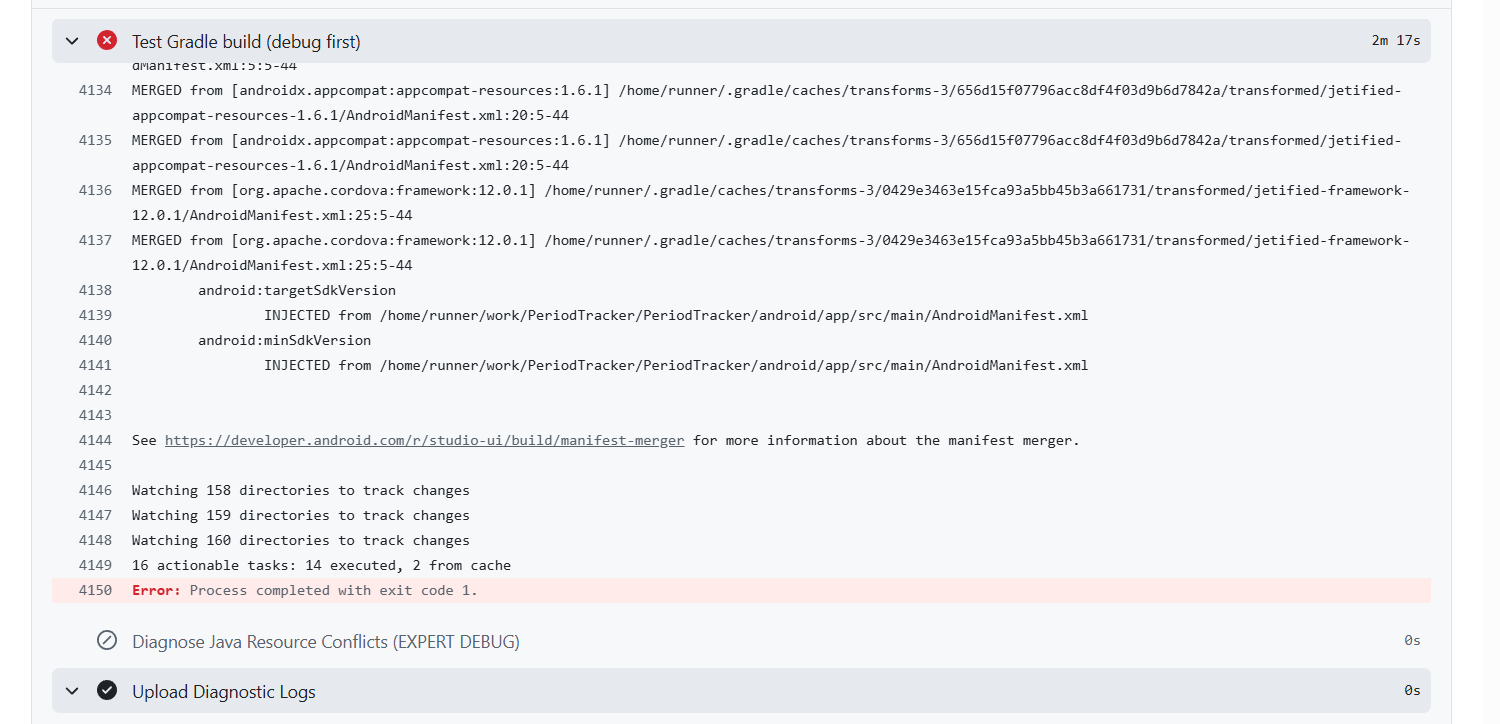 Test Gradle build (debug first) 2m 17s
dManifest.xml:5:5-44
4134 MERGED from [androidx.appcompat:appcompat-resources:1.6.1] /home/runner/.gradle/caches/transforms-3/656d15f07796acc8df4f03d9b6d7842a/transformed/jetified-
appcompat-resources-1.6.1/AndroidManifest.xml:20:5-44
4135 MERGED from [androidx.appcompat:appcompat-resources:1.6.1] /home/runner/.gradle/caches/transforms-3/656d15f07796acc8df4f03d9b6d7842a/transformed/jetified-
appcompat-resources-1.6.1/AndroidManifest.xml:20:5-44
4136 MERGED from [org.apache.cordova:framework:12.0.1] /home/runner/.gradle/caches/transforms-3/0429e3463e15fca93a5bb45b3a661731/transformed/jetified-framework-
12.0.1/AndroidManifest.xml:25:5-44
4137 MERGED from [org.apache.cordova:framework:12.0.1] /home/runner/.gradle/caches/transforms-3/0429e3463e15fca93a5bb45b3a661731/transformed/jetified-framework-
12.0.1/AndroidManifest.xml:25:5-44
4138 android:targetSdkVersion
4139 INJECTED from /home/runner/work/PeriodTracker/PeriodTracker/android/app/src/main/AndroidManifest.xml
4140 android:minSdkVersion
4141 INJECTED from /home/runner/work/PeriodTracker/PeriodTracker/android/app/src/main/AndroidManifest.xml
4142
4143
4144 See https://developer.android.com/r/studio-ui/build/manifest-merger for more information about the manifest merger.
4145
4146 Watching 158 directories to track changes
4147 Watching 159 directories to track changes
4148 Watching 160 directories to track changes
4149 16 actionable tasks: 14 executed, 2 from cache
4150 Error: Process completed with exit code 1.
Diagnose Java Resource Conflicts (EXPERT DEBUG) 0s
Upload Diagnostic Logs 0s